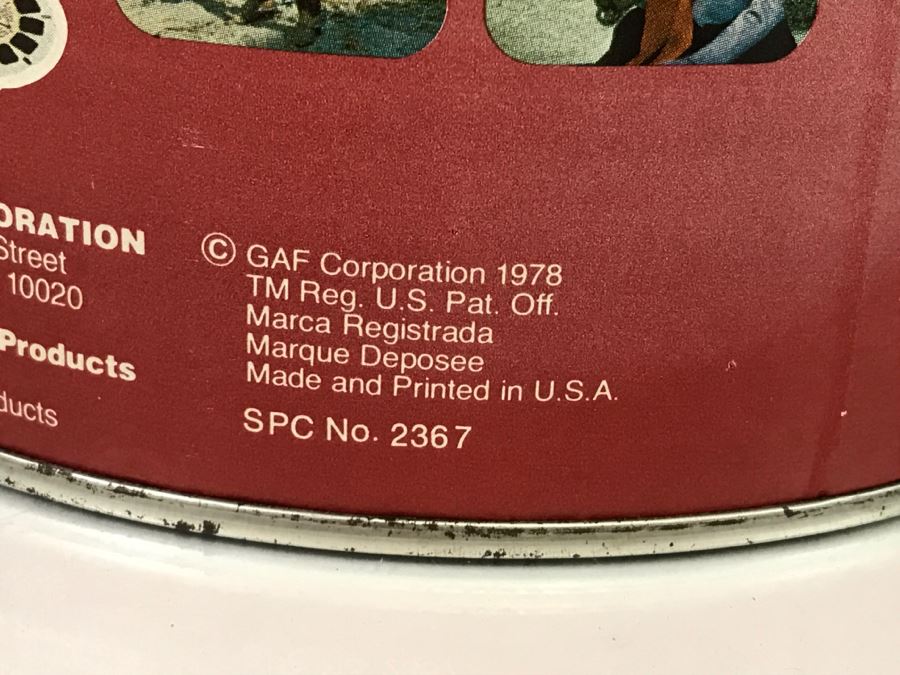 ORATION
Street
10020
Products
ducts
© GAF Corporation 1978
TM Reg. U.S. Pat. Off.
Marca Registrada
Marque Deposee
Made and Printed in U.S.A.
SPC No. 2367